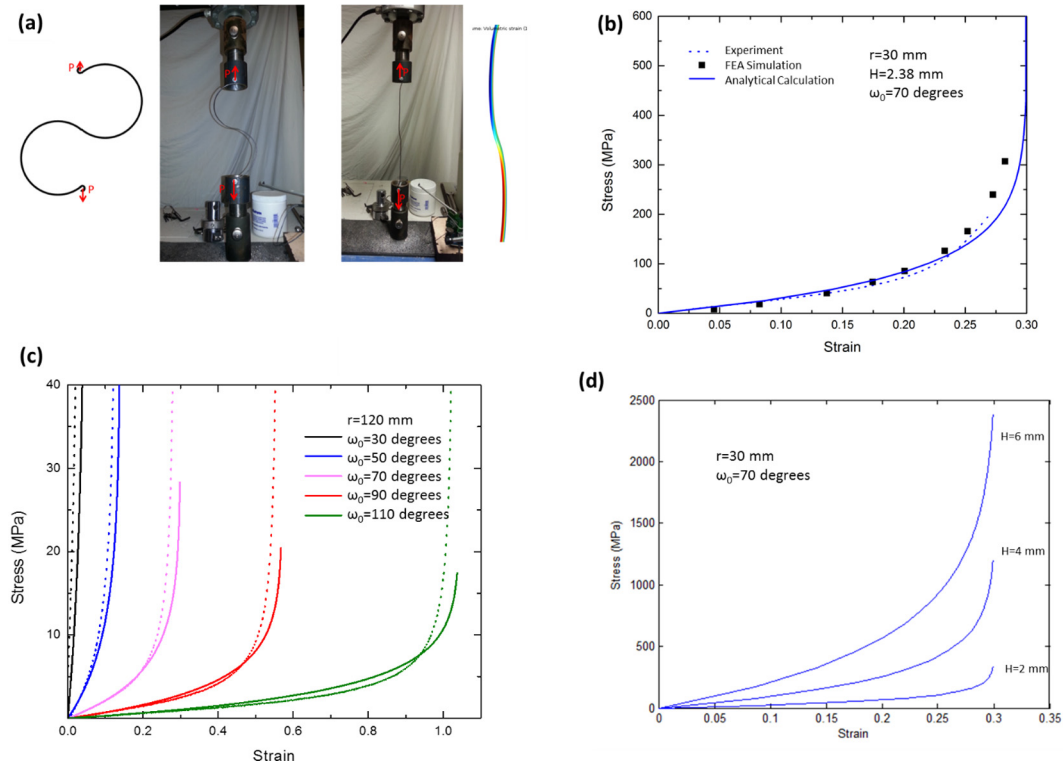 (a)
P
P
P
P
P
P
ume: Volumetric strain (1
(b)
600
500
400
300
200
100
0
Stress (MPa)
Experiment
FEA Simulation
Analytical Calculation
r=30 mm
H=2.38 mm
ω0=70 degrees
0.00 0.05 0.10 0.15 0.20 0.25 0.30
Strain
(c)
40
30
20
10
Stress (MPa)
r=120 mm
ω0=30 degrees
ω0=50 degrees
ω0=70 degrees
ω0=90 degrees
ω0=110 degrees
0.0 0.2 0.4 0.6 0.8 1.0
Strain
(d)
2500
2000
1500
1000
500
0
Stress (MPa)
r=30 mm
ω0=70 degrees
H=6 mm
H=4 mm
H=2 mm
0 0.05 0.1 0.15 0.2 0.25 0.3 0.35
Strain